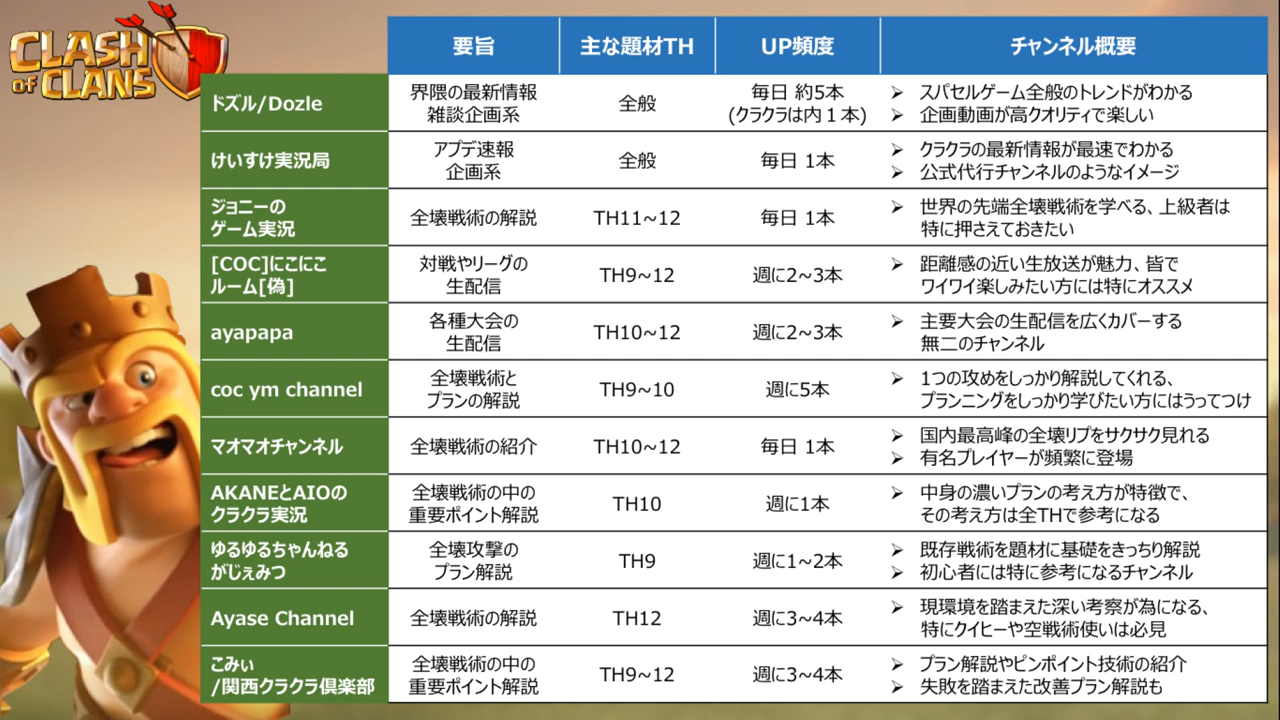 CLASH
OF CLANS
要旨
主な題材TH
UP頻度
チャンネル概要
ドズル/Dozle
界隈の最新情報
雑談企画系
全般
毎日 約5本
(クラクラは内１本)
➢ スパセルゲーム全般のトレンドがわかる
➢ 企画動画が高クオリティで楽しい
けいすけ実況局
アプデ速報
企画系
全般
毎日 1本
➢ クラクラの最新情報が最速でわかる
➢ 公式代行チャンネルのようなイメージ
ジョニーの
ゲーム実況
全壊戦術の解説
TH11~12
毎日 1本
➢ 世界の先端全壊戦術を学べる、上級者は
特に押さえておきたい
[COC]にこにこ
ルーム[偽]
対戦やリーグの
生配信
TH9~12
週に2~3本
➢ 距離感の近い生放送が魅力、皆で
ワイワイ楽しみたい方には特にオススメ
ayapapa
各種大会の
生配信
TH10~12
週に2~3本
➢ 主要大会の生配信を広くカバーする
無二のチャンネル
coc ym channel
全壊戦術と
プランの解説
TH9~10
週に5本
➢ 1つの攻めをしっかり解説してくれる、
プランニングをしっかり学びたい方にはうってつけ
マオマオチャンネル
全壊戦術の紹介
TH10~12
毎日 1本
➢ 国内最高峰の全壊リプをサクサク見れる
➢ 有名プレイヤーが頻繁に登場
AKANEとAIOの
クラクラ実況
全壊戦術の中の
重要ポイント解説
TH10
週に1本
➢ 中身の濃いプランの考え方が特徴で、
その考え方は全THで参考になる
ゆるゆるちゃんねる
がじぇみつ
全壊攻撃の
プラン解説
TH9
週に1~2本
➢ 既存戦術を題材に基礎をきっちり解説
➢ 初心者には特に参考になるチャンネル
Ayase Channel
全壊戦術の解説
TH12
週に3~4本
➢ 現環境を踏まえた深い考察が為になる、
特にクイヒーや空戦術使いは必見
こみぃ
/関西クラクラ倶楽部
全壊戦術の中の
重要ポイント解説
TH9~12
週に3~4本
➢ プラン解説やピンポイント技術の紹介
➢ 失敗を踏まえた改善プラン解説も